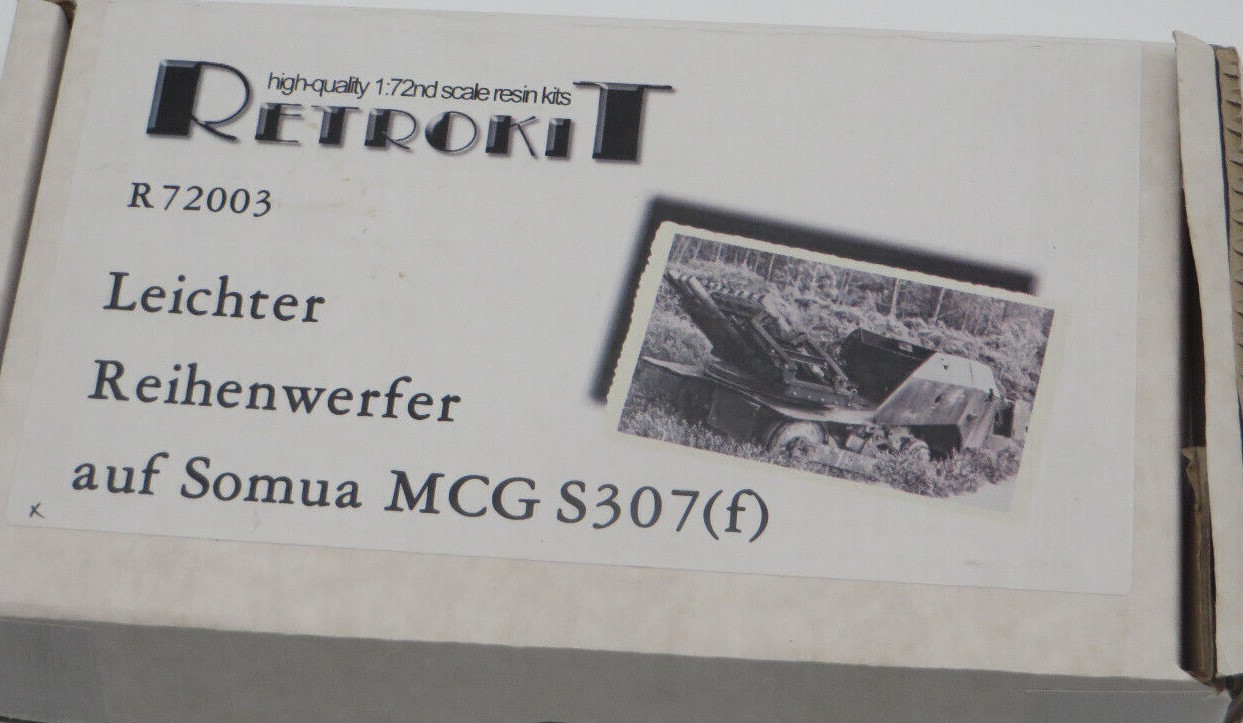 high-quality 1:72nd scale resin kits
RETROKIT
R72003
Leichter
Reihenwerfer
auf Somua MCG S307(f)
x